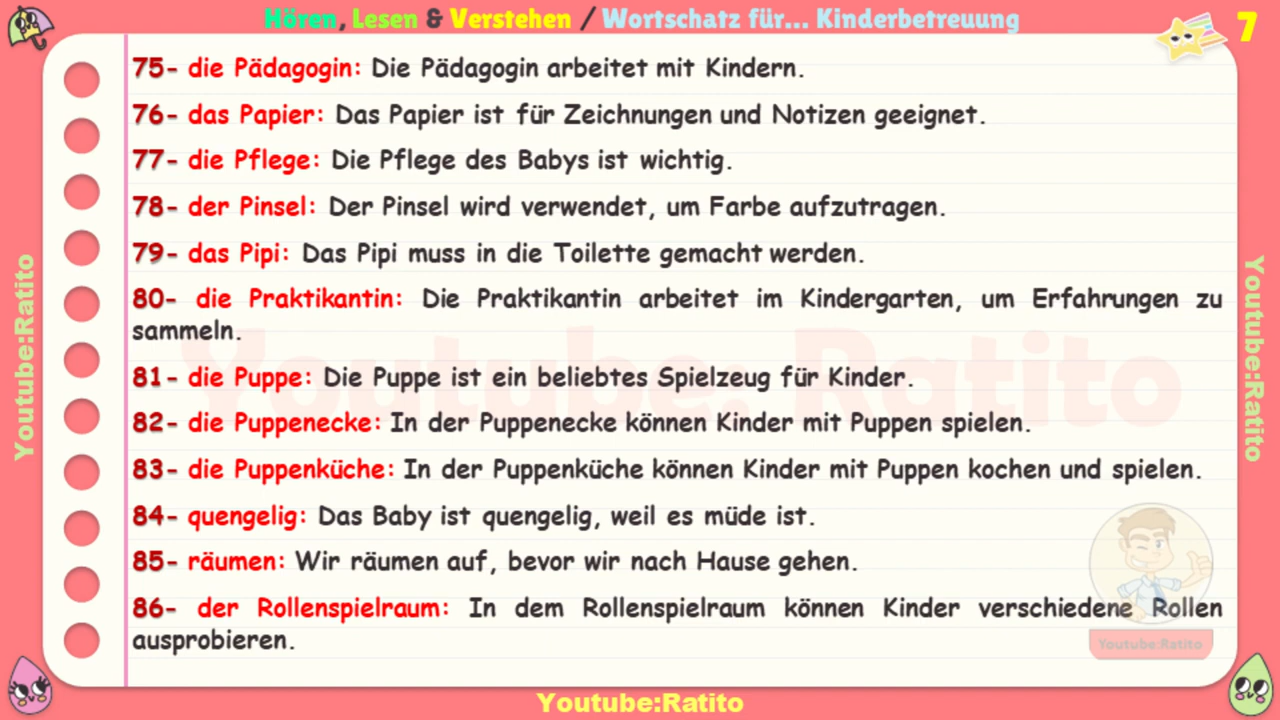 Hören, Lesen & Verstehen / Wortschatz für... Kinderbetreuung
7
75- die Pädagogin: Die Pädagogin arbeitet mit Kindern.
76- das Papier: Das Papier ist für Zeichnungen und Notizen geeignet.
77- die Pflege: Die Pflege des Babys ist wichtig.
78- der Pinsel: Der Pinsel wird verwendet, um Farbe aufzutragen.
79- das Pipi: Das Pipi muss in die Toilette gemacht werden.
80- die Praktikantin: Die Praktikantin arbeitet im Kindergarten, um Erfahrungen zu
sammeln.
81- die Puppe: Die Puppe ist ein beliebtes Spielzeug für Kinder.
82- die Puppenecke: In der Puppenecke können Kinder mit Puppen spielen.
83- die Puppenküche: In der Puppenküche können Kinder mit Puppen kochen und spielen.
84- quengelig: Das Baby ist quengelig, weil es müde ist.
85- räumen: Wir räumen auf, bevor wir nach Hause gehen.
86- der Rollenspielraum: In dem Rollenspielraum können Kinder verschiedene Rollen
ausprobieren.
Youtube:Ratito
Youtube:Ratito
Youtube: Ratito
Youtube:Ratito
Youtube:Ratito